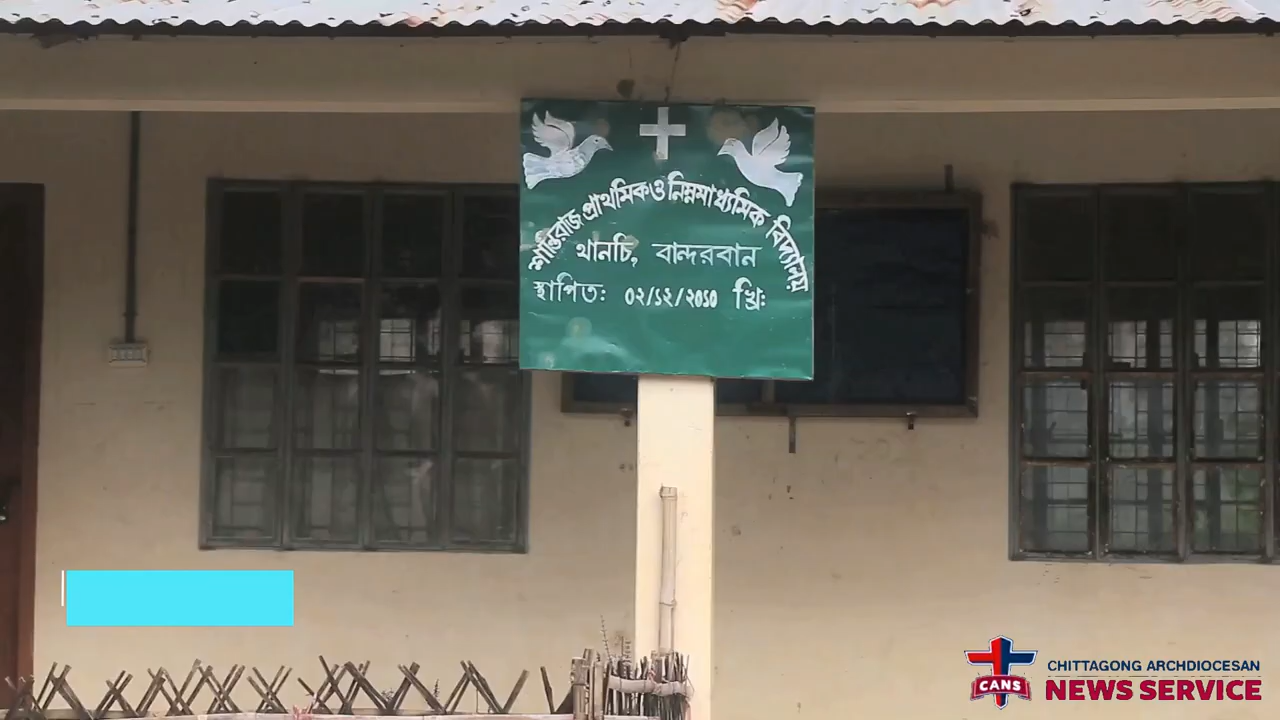 শান্তিরাজ প্রাথমিক ও নিম্নমাধ্যমিক বিদ্যালয়
থানচি, বান্দরবান
স্থাপিত: ০২/১২/২০১০ খ্রি:
CANS
CHITTAGONG ARCHDIOCESAN
NEWS SERVICE